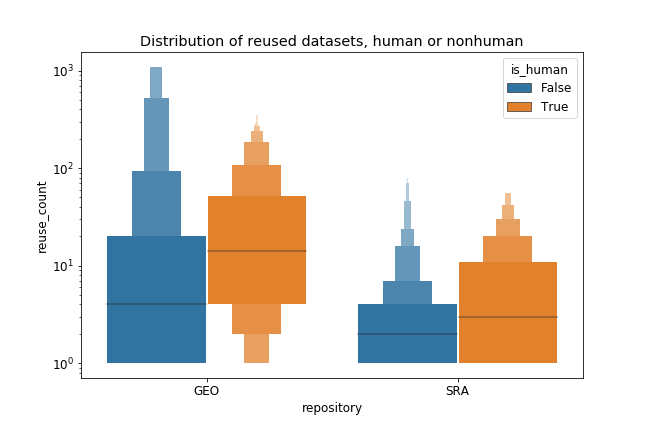 Distribution of reused datasets, human or nonhuman
is_human
False
True
reuse_count
10³
10²
10¹
10⁰
GEO
SRA
repository